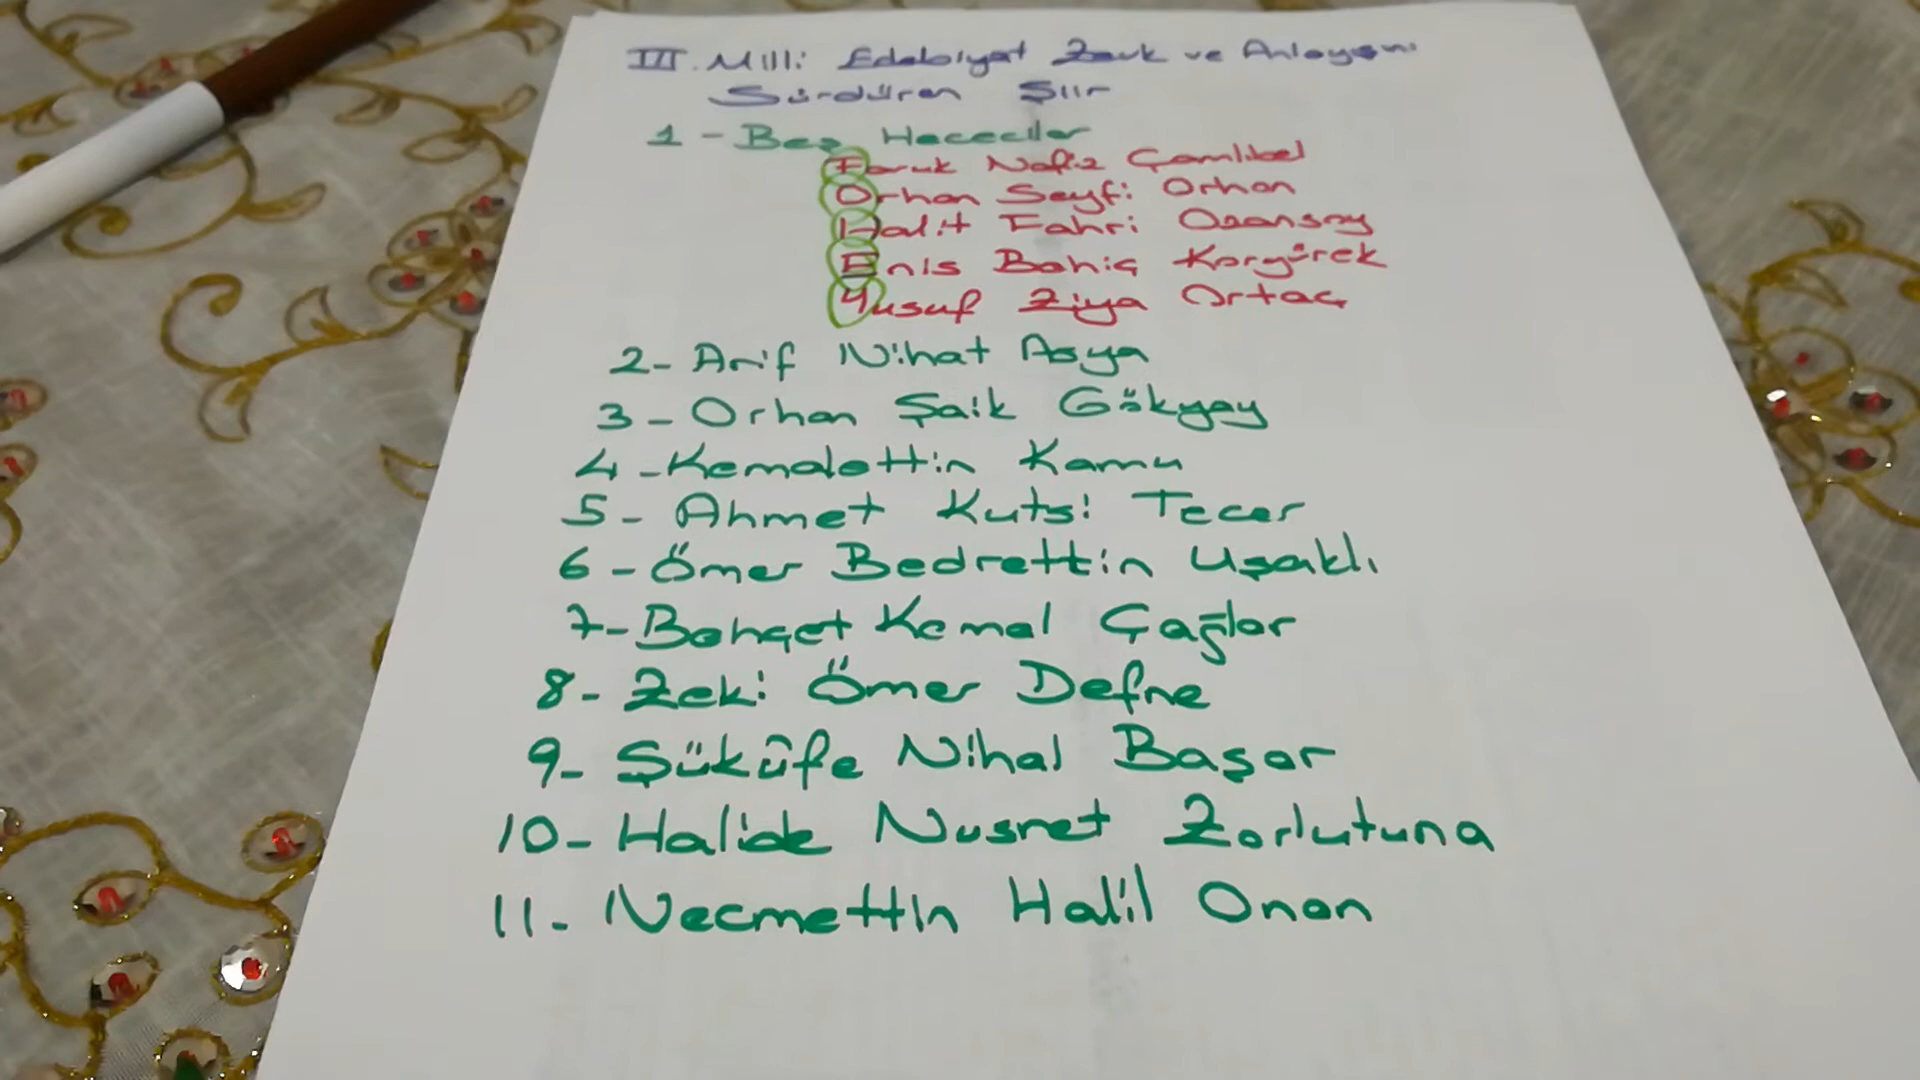 III. Milli Edebiyat Zevk ve Anlayışını
Sürdüren Şiir
1 - Beş Hececiler
Faruk Nafiz Çamlıbel
Orhan Seyfi Orhon
Halit Fahri Ozansoy
Enis Behiç Koryürek
Yusuf Ziya Ortaç
2- Arif Nihat Asya
3- Orhan Şaik Gökyay
4- Kemalettin Kamu
5- Ahmet Kutsi Tecer
6- Ömer Bedrettin Uşaklı
7- Behçet Kemal Çağlar
8- Zeki Ömer Defne
9- Şükûfe Nihal Başar
10- Halide Nusret Zorlutuna
11- Necmettin Halil Onan